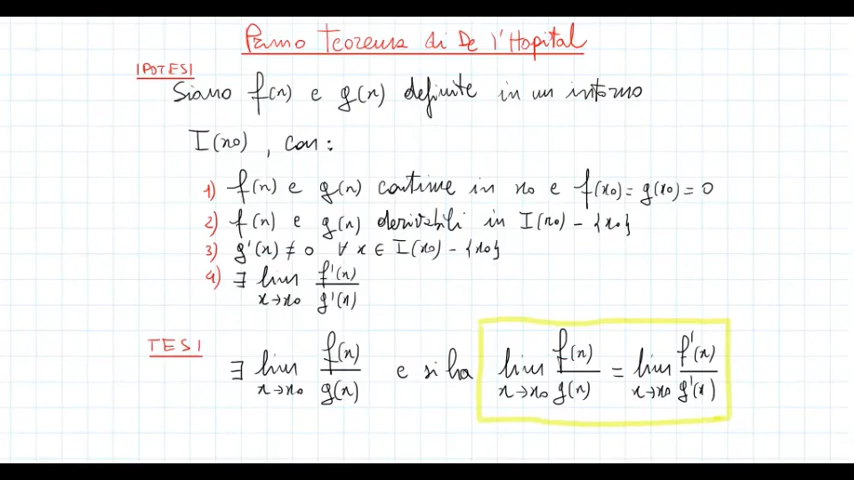 Primo Teorema di De l'Hopital
IPOTESI
Siano f(x) e g(x) definite in un intorno
I(x0), con:
1) f(x) e g(x) continue in x0 e f(x0) = g(x0) = 0
2) f(x) e g(x) derivabili in I(x0) - {x0}
3) g'(x) ≠ 0 ∀ x ∈ I(x0) - {x0}
4) ∃ lim x→x0 f'(x)/g'(x)
TESI ∃ lim x→x0 f(x)/g(x) e si ha lim x→x0 f(x)/g(x) = lim x→x0 f'(x)/g'(x)